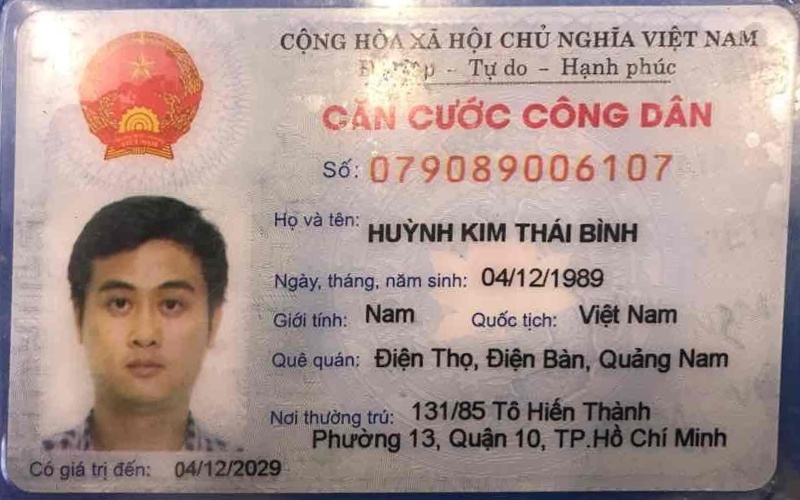 CỘNG HÒA XÃ HỘI CHỦ NGHĨA VIỆT NAM
- Tự do - Hạnh phúc
CĂN CƯỚC CÔNG DÂN
Số: 079089006107
Họ và tên: HUỲNH KIM THÁI BÌNH
Ngày, tháng, năm sinh: 04/12/1989
Giới tính: Nam Quốc tịch: Việt Nam
Quê quán: Điện Thọ, Điện Bàn, Quảng Nam
Nơi thường trú: 131/85 Tô Hiến Thành
Phường 13, Quận 10, TP.Hồ Chí Minh
Có giá trị đến: 04/12/2029